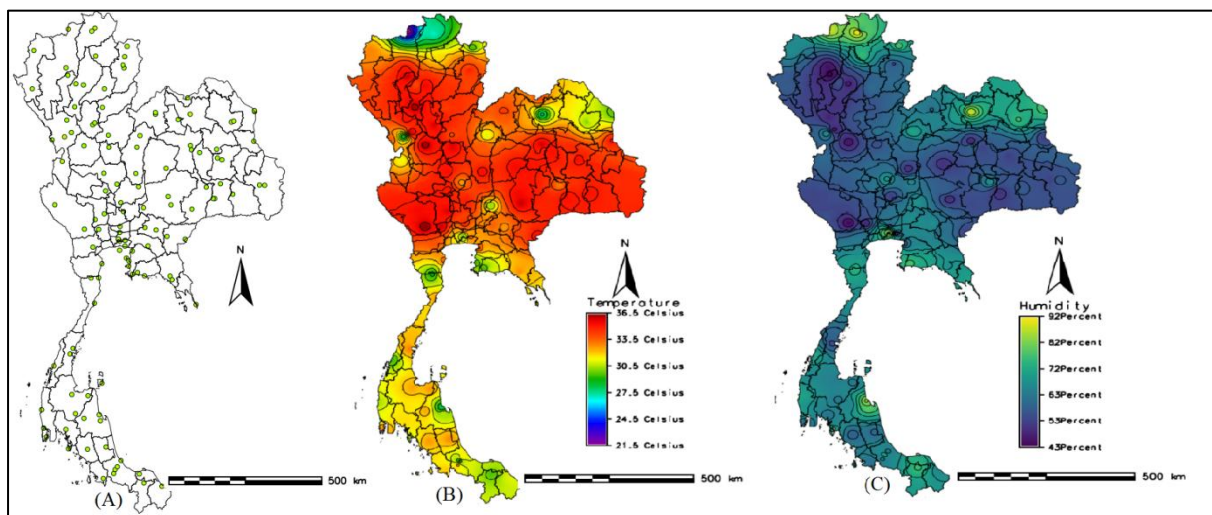 N
500 km
(A)
N
Temperature
36.5 Celsius
33.5 Celsius
30.5 Celsius
27.5 Celsius
24.5 Celsius
21.5 Celsius
500 km
(B)
N
Humidity
92Percent
82Percent
72Percent
63Percent
53Percent
43Percent
500 km
(C)